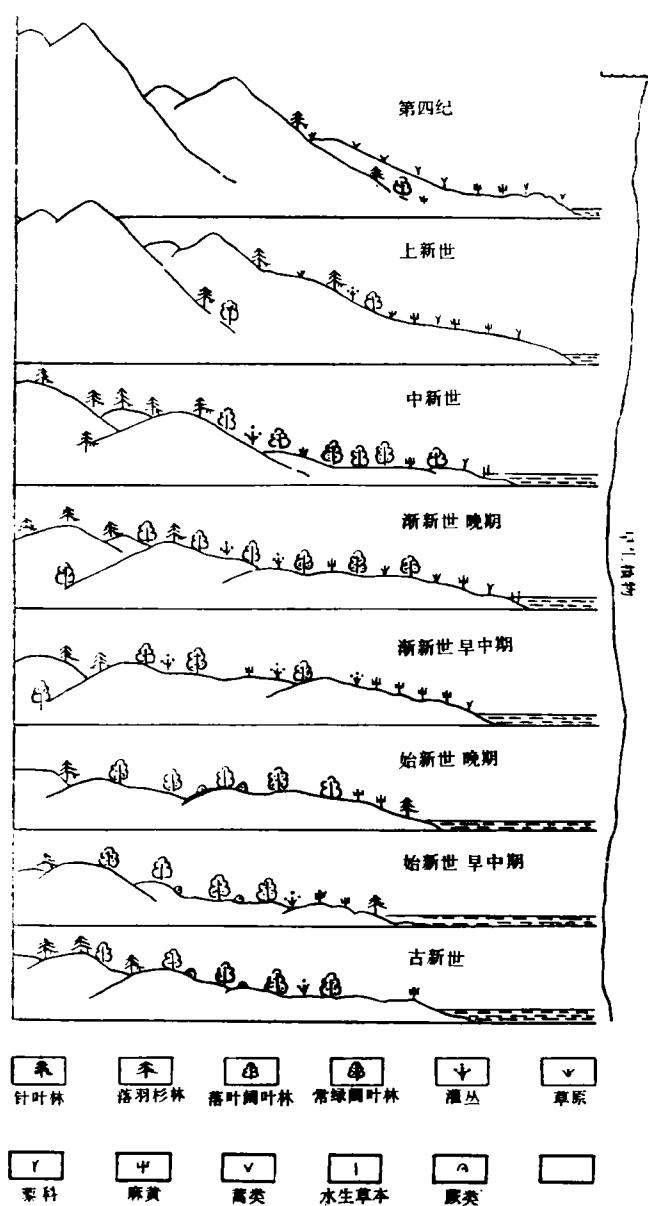 第四纪
上新世
中新世
渐新世晚期
渐新世早中期
始新世晚期
始新世早中期
古新世
针叶林
落羽杉林
落叶阔叶林
常绿阔叶林
灌丛
草原
藜科
麻黄
蒿类
水生草本
蕨类